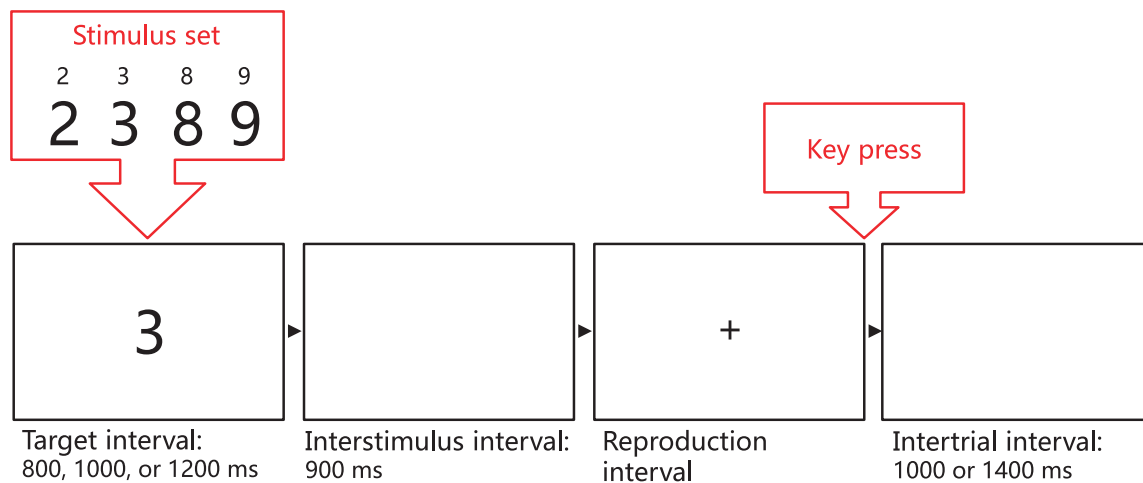 Stimulus set
2 3 8 9
2 3 8 9
Key press
3
+
Target interval:
800, 1000, or 1200 ms
Interstimulus interval:
900 ms
Reproduction
interval
Intertrial interval:
1000 or 1400 ms